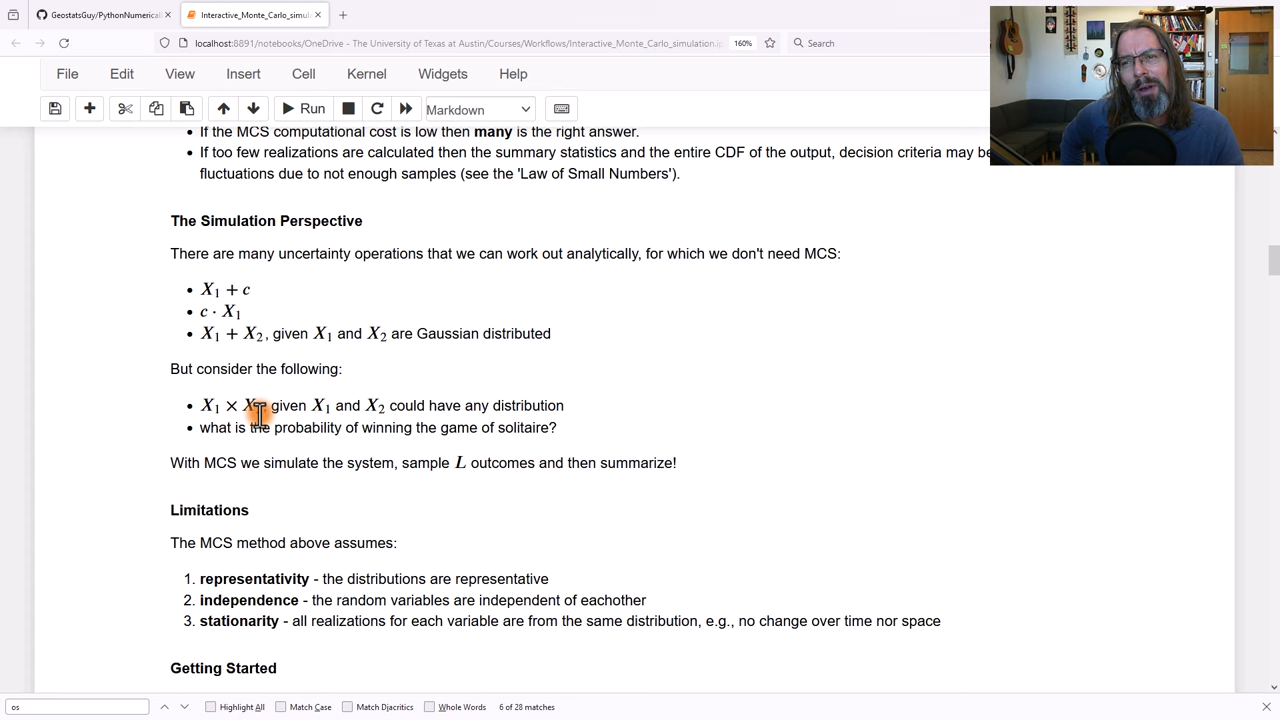 GeostatsGuy/PythonNumerical
Interactive_Monte_Carlo_simul
localhost:8891/notebooks/OneDrive - The University of Texas at Austin/Courses/Workflows/Interactive_Monte_Carlo_simulation.i
160%
Search
File Edit View Insert Cell Kernel Widgets Help
Run
Markdown
If the MCS computational cost is low then many is the right answer.
If too few realizations are calculated then the summary statistics and the entire CDF of the output, decision criteria may be
fluctuations due to not enough samples (see the 'Law of Small Numbers').
The Simulation Perspective
There are many uncertainty operations that we can work out analytically, for which we don't need MCS:
• X₁ + c
• c · X₁
• X₁ + X₂, given X₁ and X₂ are Gaussian distributed
But consider the following:
• X₁ × X given X₁ and X₂ could have any distribution
• what is the probability of winning the game of solitaire?
With MCS we simulate the system, sample L outcomes and then summarize!
Limitations
The MCS method above assumes:
1. representativity - the distributions are representative
2. independence - the random variables are independent of eachother
3. stationarity - all realizations for each variable are from the same distribution, e.g., no change over time nor space
Getting Started
os
Highlight All Match Case Match Diacritics Whole Words 6 of 28 matches